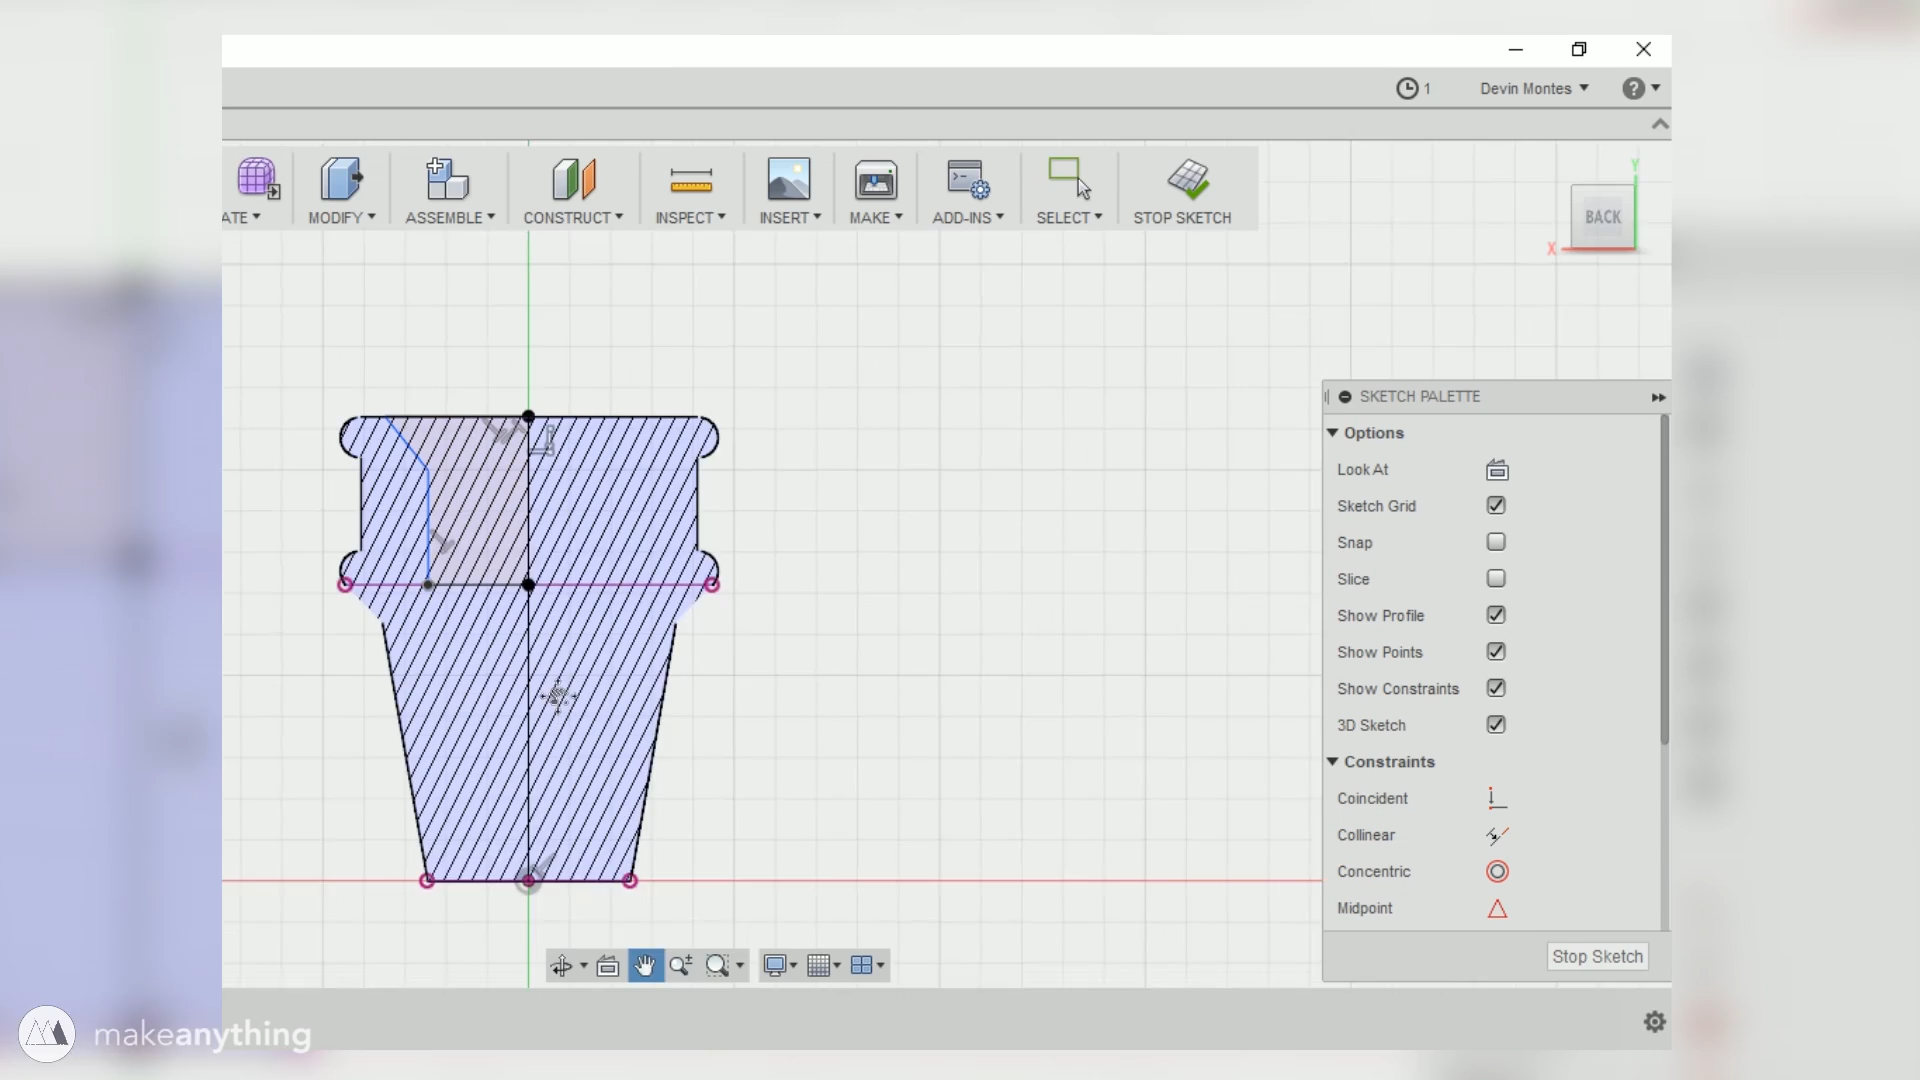 1 Devin Montes ?
ATE MODIFY ASSEMBLE CONSTRUCT INSPECT INSERT MAKE ADD-INS SELECT STOP SKETCH
Y
BACK
X
SKETCH PALETTE
Options
Look At
Sketch Grid
Snap
Slice
Show Profile
Show Points
Show Constraints
3D Sketch
Constraints
Coincident
Collinear
Concentric
Midpoint
Stop Sketch
makeanything